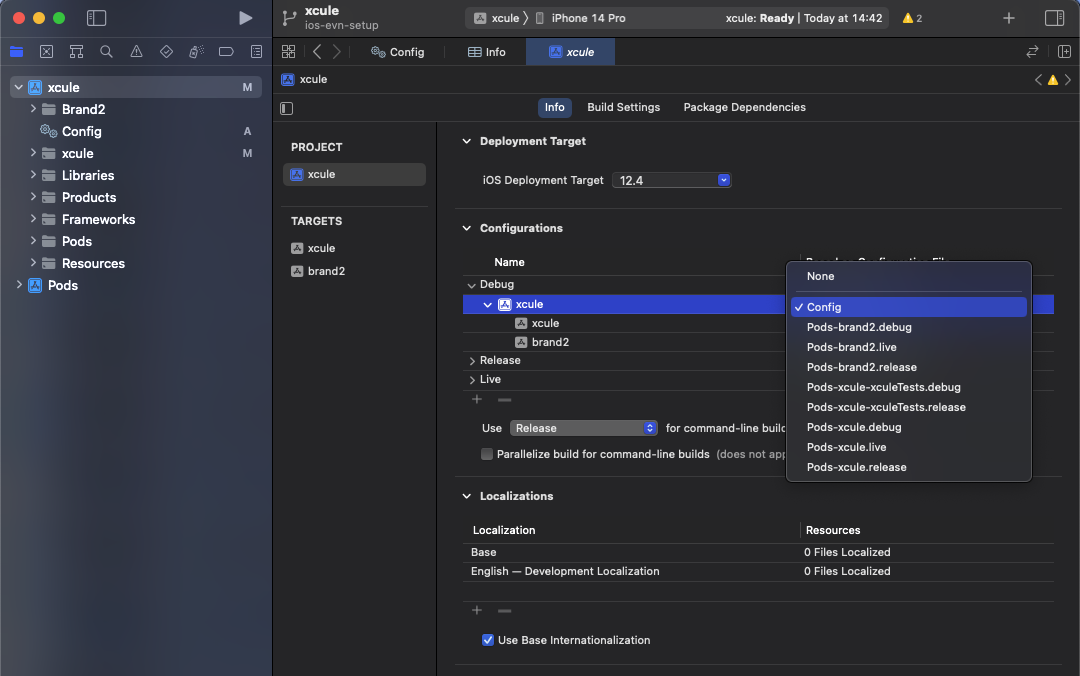 xcule
ios-evn-setup
xcule
iPhone 14 Pro
xcule: Ready | Today at 14:42
2
Config
Info
xcule
xcule
M
Brand2
Config
A
xcule
M
Libraries
Products
Frameworks
Pods
Resources
Pods
xcule
Info
Build Settings
Package Dependencies
PROJECT
xcule
TARGETS
xcule
brand2
Deployment Target
iOS Deployment Target
12.4
Configurations
Name
Debug
xcule
xcule
brand2
Release
Live
Use
Release
for command-line build
Parallelize build for command-line builds (does not app
None
Config
Pods-brand2.debug
Pods-brand2.live
Pods-brand2.release
Pods-xcule-xculeTests.debug
Pods-xcule-xculeTests.release
Pods-xcule.debug
Pods-xcule.live
Pods-xcule.release
Localizations
Localization
Resources
Base
0 Files Localized
English — Development Localization
0 Files Localized
Use Base Internationalization